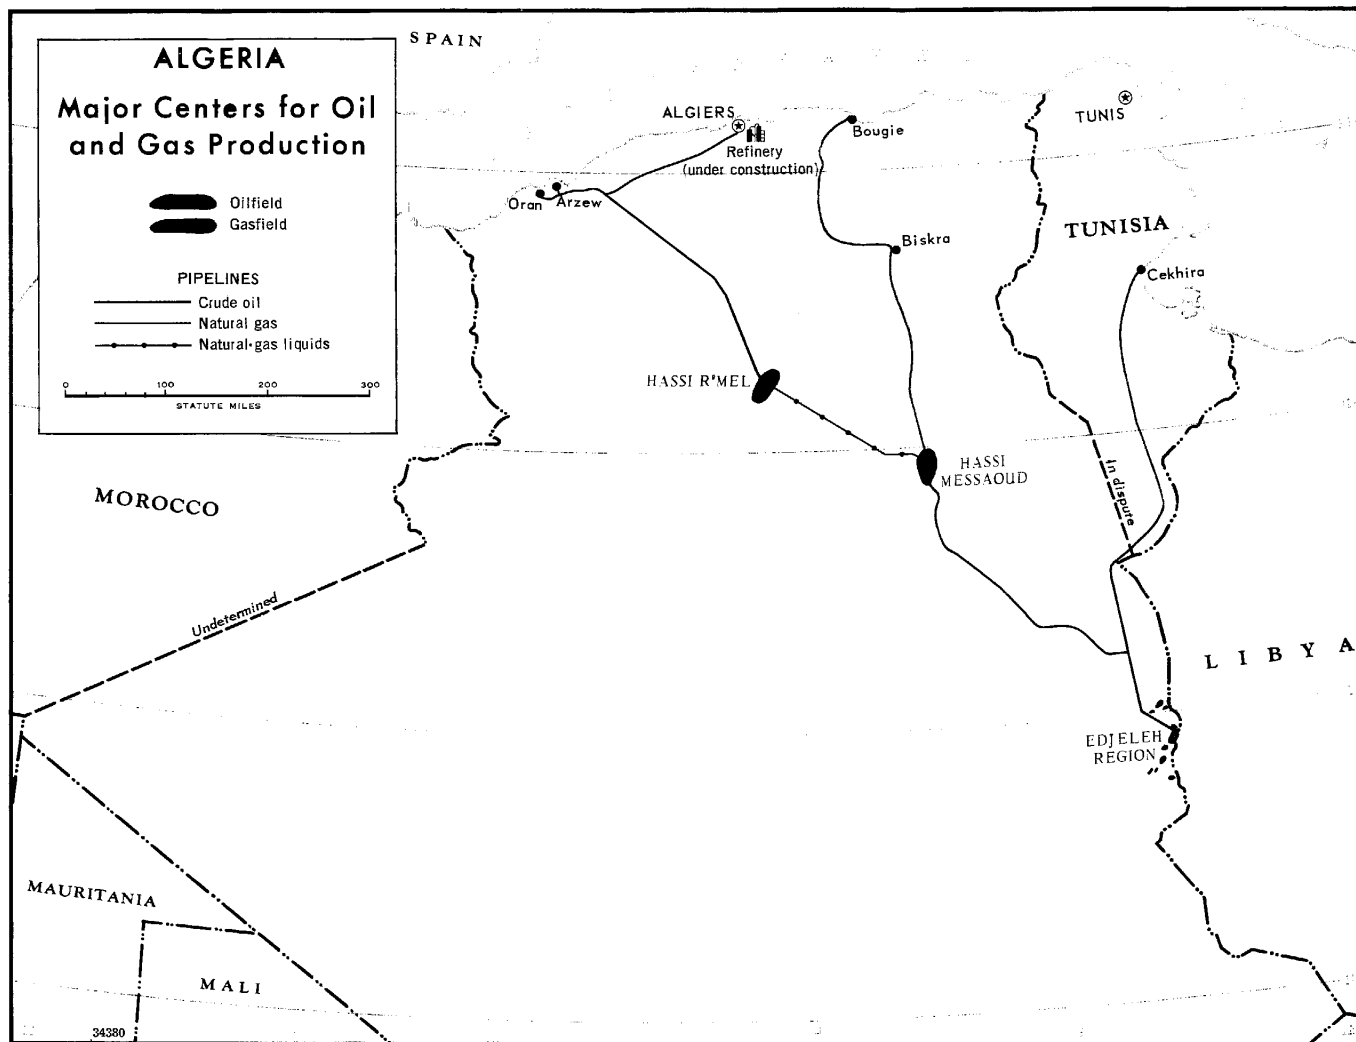 ALGERIA
Major Centers for Oil
and Gas Production
Oilfield
Gasfield
PIPELINES
Crude oil
Natural gas
Natural-gas liquids
0 100 200 300
STATUTE MILES
SPAIN
ALGIERS
Refinery
(under construction)
Bougie
TUNIS
Oran
Arzew
Biskra
TUNISIA
Cekhira
HASSI R'MEL
HASSI
MESSAOUD
In dispute
MOROCCO
Undetermined
LIBYA
EDJELEH
REGION
MAURITANIA
MALI
34380